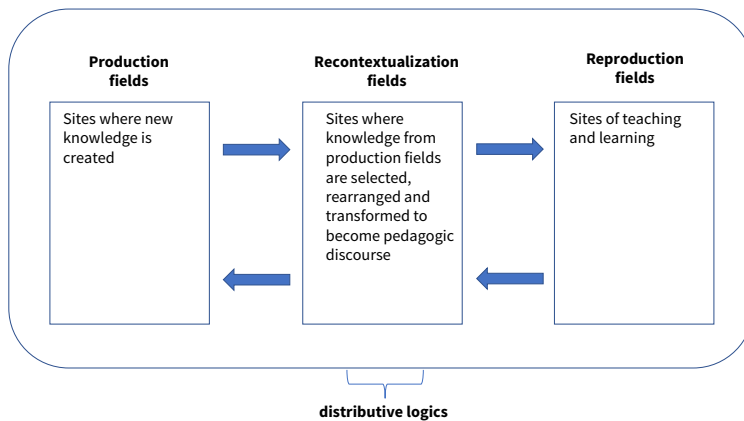 Production
fields
Sites where new
knowledge is
created
Recontextualization
fields
Sites where
knowledge from
production fields
are selected,
rearranged and
transformed to
become pedagogic
discourse
Reproduction
fields
Sites of teaching
and learning
distributive logics